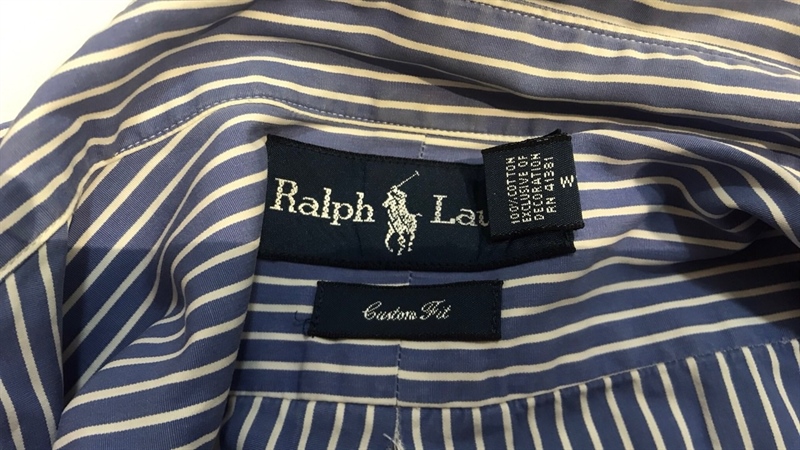 Ralph Lau
100% COTTON
EXCLUSIVE OF
DECORATION
RN 41381
Custom Fit